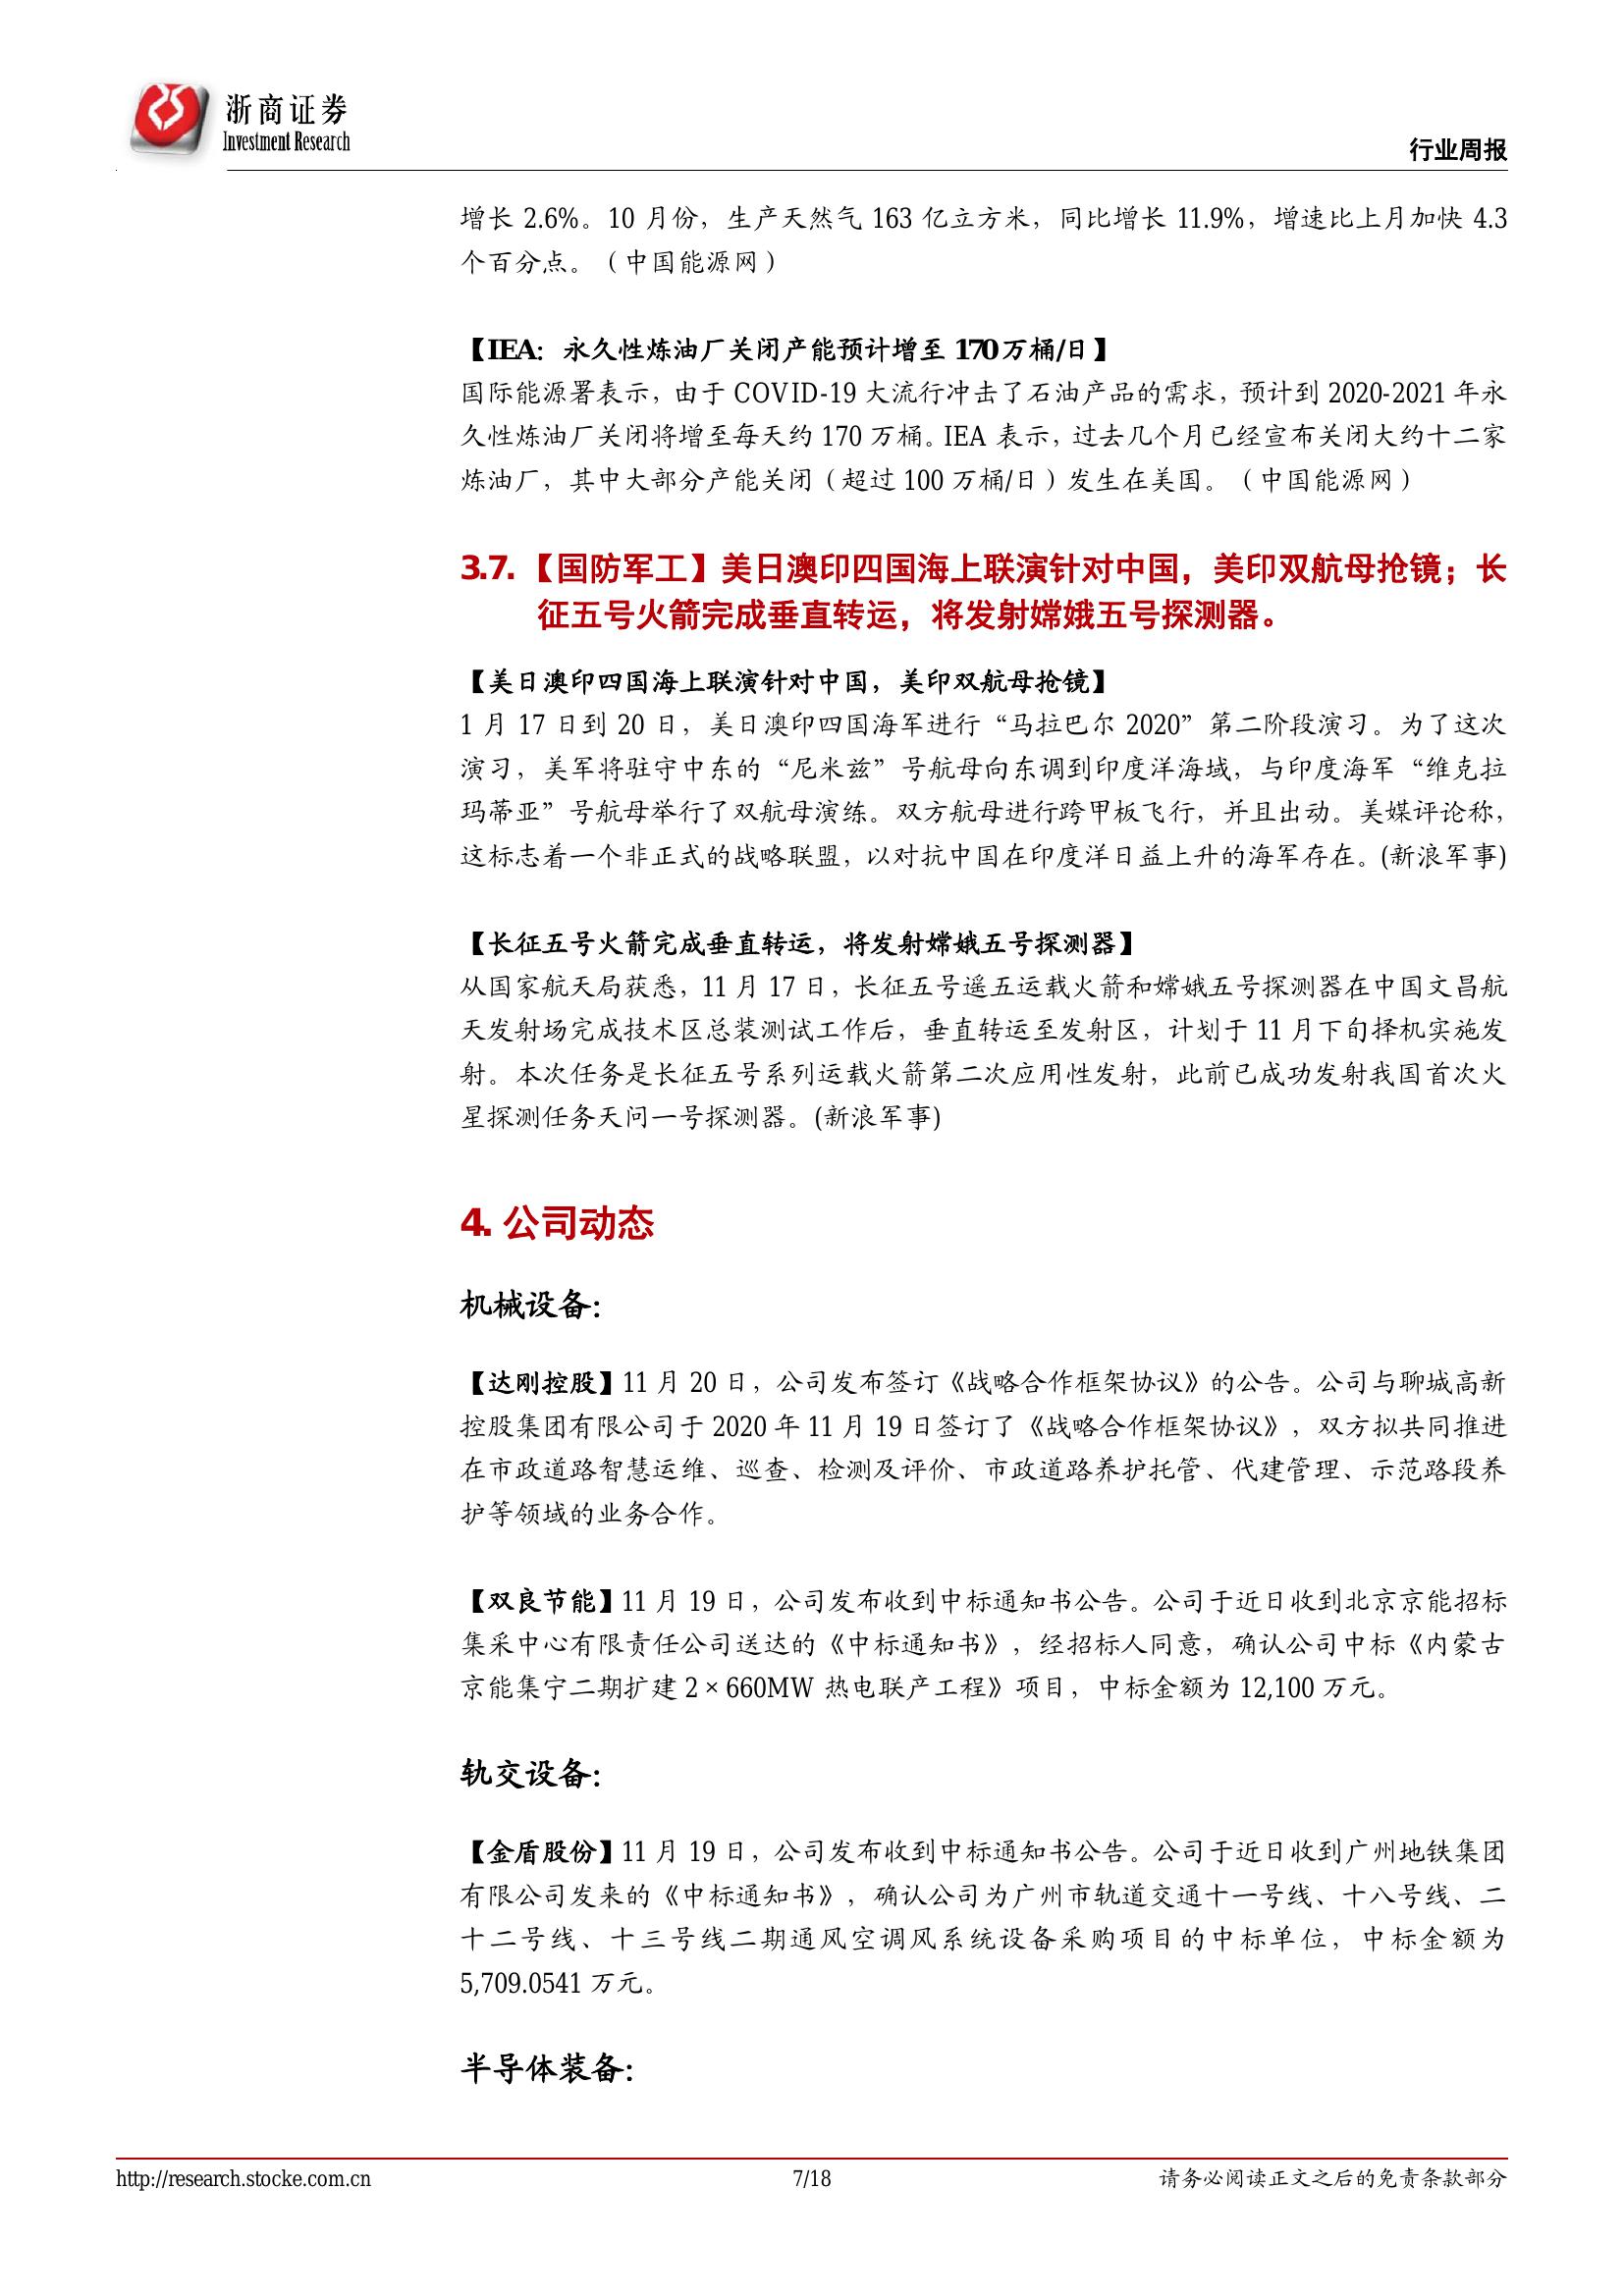 浙商证券
Investment Research
行业周报
增长 2.6%。10 月份，生产天然气 163 亿立方米，同比增长 11.9%，增速比上月加快 4.3
个百分点。（中国能源网）
【IEA：永久性炼油厂关闭产能预计增至 170万桶/日】
国际能源署表示，由于 COVID-19 大流行冲击了石油产品的需求，预计到 2020-2021 年永
久性炼油厂关闭将增至每天约 170 万桶。IEA 表示，过去几个月已经宣布关闭大约十二家
炼油厂，其中大部分产能关闭（超过 100 万桶/日）发生在美国。（中国能源网）
3.7.【国防军工】美日澳印四国海上联演针对中国，美印双航母抢镜；长
征五号火箭完成垂直转运，将发射嫦娥五号探测器。
【美日澳印四国海上联演针对中国，美印双航母抢镜】
1 月 17 日到 20 日，美日澳印四国海军进行“马拉巴尔 2020”第二阶段演习。为了这次
演习，美军将驻守中东的“尼米兹”号航母向东调到印度洋海域，与印度海军“维克拉
玛蒂亚”号航母举行了双航母演练。双方航母进行跨甲板飞行，并且出动。美媒评论称，
这标志着一个非正式的战略联盟，以对抗中国在印度洋日益上升的海军存在。(新浪军事)
【长征五号火箭完成垂直转运，将发射嫦娥五号探测器】
从国家航天局获悉，11 月 17 日，长征五号遥五运载火箭和嫦娥五号探测器在中国文昌航
天发射场完成技术区总装测试工作后，垂直转运至发射区，计划于 11 月下旬择机实施发
射。本次任务是长征五号系列运载火箭第二次应用性发射，此前已成功发射我国首次火
星探测任务天问一号探测器。(新浪军事)
4. 公司动态
机械设备：
【达刚控股】11 月 20 日，公司发布签订《战略合作框架协议》的公告。公司与聊城高新
控股集团有限公司于 2020 年 11 月 19 日签订了《战略合作框架协议》，双方拟共同推进
在市政道路智慧运维、巡查、检测及评价、市政道路养护托管、代建管理、示范路段养
护等领域的业务合作。
【双良节能】11 月 19 日，公司发布收到中标通知书公告。公司于近日收到北京京能招标
集采中心有限责任公司送达的《中标通知书》，经招标人同意，确认公司中标《内蒙古
京能集宁二期扩建 2×660MW 热电联产工程》项目，中标金额为 12,100 万元。
轨交设备：
【金盾股份】11 月 19 日，公司发布收到中标通知书公告。公司于近日收到广州地铁集团
有限公司发来的《中标通知书》，确认公司为广州市轨道交通十一号线、十八号线、二
十二号线、十三号线二期通风空调风系统设备采购项目的中标单位，中标金额为
5,709.0541 万元。
半导体装备：
http://research.stocke.com.cn
7/18
请务必阅读正文之后的免责条款部分